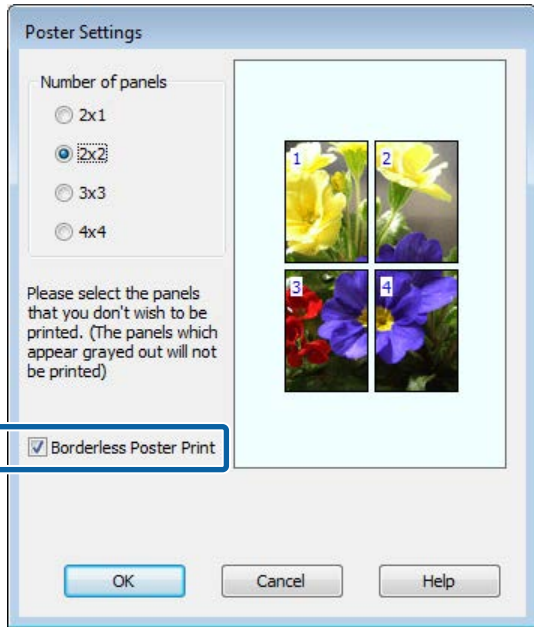 Poster Settings
Number of panels
2x1
2x2
3x3
4x4
Please select the panels
that you don't wish to be
printed. (The panels which
appear grayed out will not
be printed)
Borderless Poster Print
1
2
3
4
OK
Cancel
Help